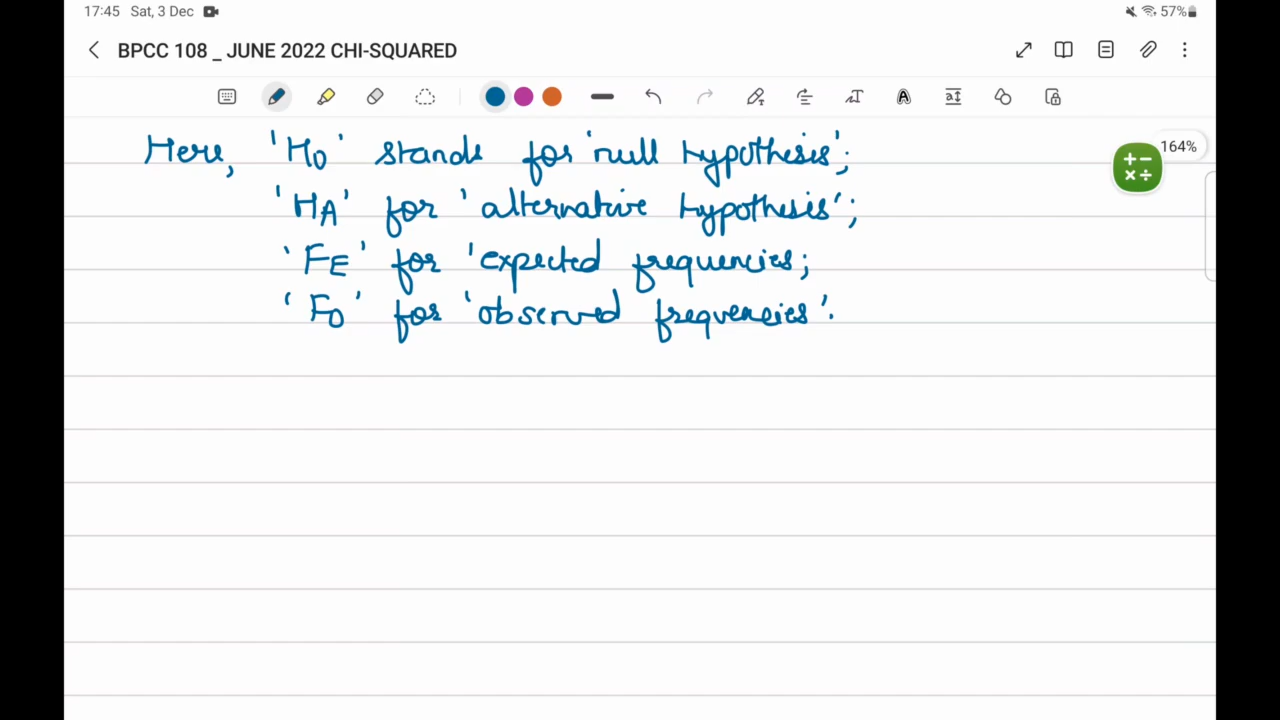 17:45 Sat, 3 Dec 57%
BPCC 108 _ JUNE 2022 CHI-SQUARED
164%
Here, 'H0' stands for 'null hypothesis';
'HA' for 'alternative hypothesis';
'FE' for 'expected frequencies;
'FO' for 'observed frequencies'.